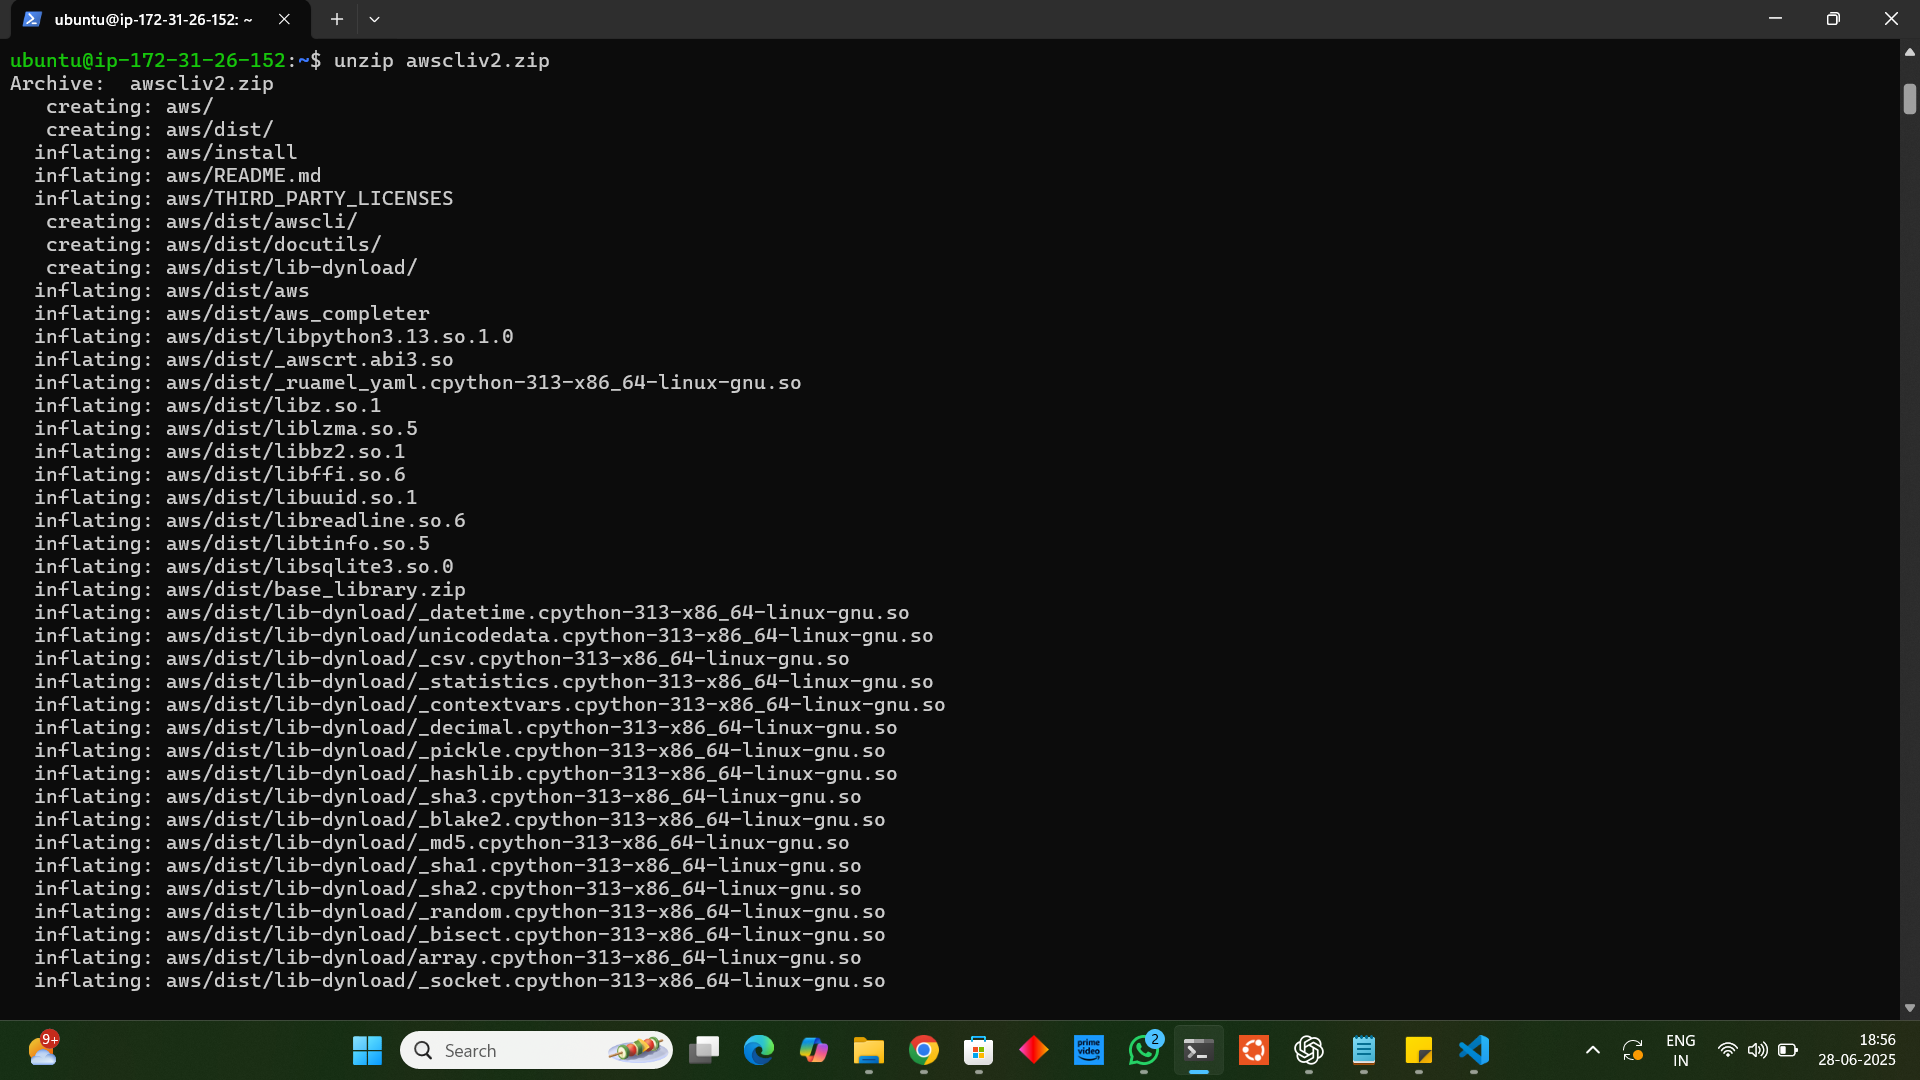 ubuntu@ip-172-31-26-152: ~
ubuntu@ip-172-31-26-152:~$ unzip awscliv2.zip
Archive:  awscliv2.zip
   creating: aws/
   creating: aws/dist/
  inflating: aws/install
  inflating: aws/README.md
  inflating: aws/THIRD_PARTY_LICENSES
   creating: aws/dist/awscli/
   creating: aws/dist/docutils/
   creating: aws/dist/lib-dynload/
  inflating: aws/dist/aws
  inflating: aws/dist/aws_completer
  inflating: aws/dist/libpython3.13.so.1.0
  inflating: aws/dist/_awscrt.abi3.so
  inflating: aws/dist/_ruamel_yaml.cpython-313-x86_64-linux-gnu.so
  inflating: aws/dist/libz.so.1
  inflating: aws/dist/liblzma.so.5
  inflating: aws/dist/libbz2.so.1
  inflating: aws/dist/libffi.so.6
  inflating: aws/dist/libuuid.so.1
  inflating: aws/dist/libreadline.so.6
  inflating: aws/dist/libtinfo.so.5
  inflating: aws/dist/libsqlite3.so.0
  inflating: aws/dist/base_library.zip
  inflating: aws/dist/lib-dynload/_datetime.cpython-313-x86_64-linux-gnu.so
  inflating: aws/dist/lib-dynload/unicodedata.cpython-313-x86_64-linux-gnu.so
  inflating: aws/dist/lib-dynload/_csv.cpython-313-x86_64-linux-gnu.so
  inflating: aws/dist/lib-dynload/_statistics.cpython-313-x86_64-linux-gnu.so
  inflating: aws/dist/lib-dynload/_contextvars.cpython-313-x86_64-linux-gnu.so
  inflating: aws/dist/lib-dynload/_decimal.cpython-313-x86_64-linux-gnu.so
  inflating: aws/dist/lib-dynload/_pickle.cpython-313-x86_64-linux-gnu.so
  inflating: aws/dist/lib-dynload/_hashlib.cpython-313-x86_64-linux-gnu.so
  inflating: aws/dist/lib-dynload/_sha3.cpython-313-x86_64-linux-gnu.so
  inflating: aws/dist/lib-dynload/_blake2.cpython-313-x86_64-linux-gnu.so
  inflating: aws/dist/lib-dynload/_md5.cpython-313-x86_64-linux-gnu.so
  inflating: aws/dist/lib-dynload/_sha1.cpython-313-x86_64-linux-gnu.so
  inflating: aws/dist/lib-dynload/_sha2.cpython-313-x86_64-linux-gnu.so
  inflating: aws/dist/lib-dynload/_random.cpython-313-x86_64-linux-gnu.so
  inflating: aws/dist/lib-dynload/_bisect.cpython-313-x86_64-linux-gnu.so
  inflating: aws/dist/lib-dynload/array.cpython-313-x86_64-linux-gnu.so
  inflating: aws/dist/lib-dynload/_socket.cpython-313-x86_64-linux-gnu.so
9+
Search
prime video
2
ENG
IN
18:56
28-06-2025